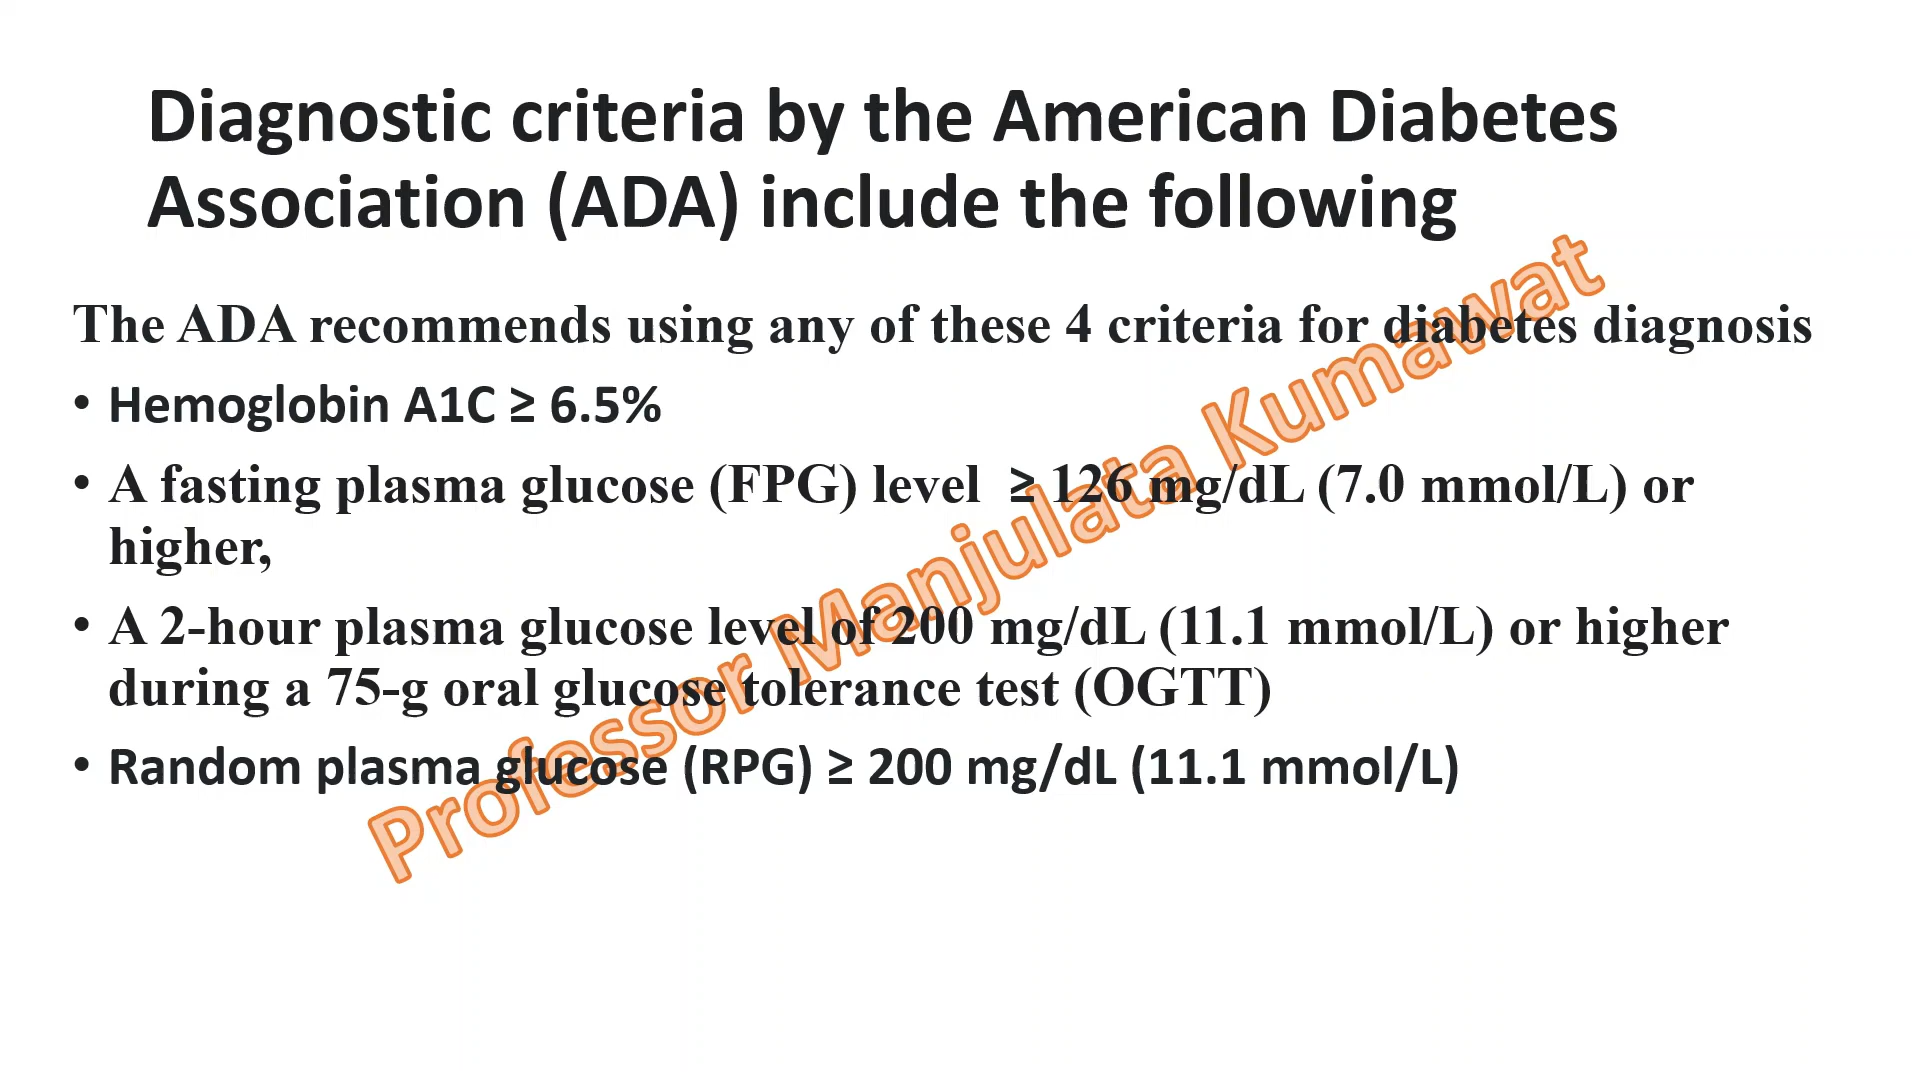 Diagnostic criteria by the American Diabetes
Association (ADA) include the following
The ADA recommends using any of these 4 criteria for diabetes diagnosis
• Hemoglobin A1C ≥ 6.5%
• A fasting plasma glucose (FPG) level  ≥ 126 mg/dL (7.0 mmol/L) or
higher,
• A 2-hour plasma glucose level of 200 mg/dL (11.1 mmol/L) or higher
during a 75-g oral glucose tolerance test (OGTT)
• Random plasma glucose (RPG) ≥ 200 mg/dL (11.1 mmol/L)
Professor Manjulata Kumawat